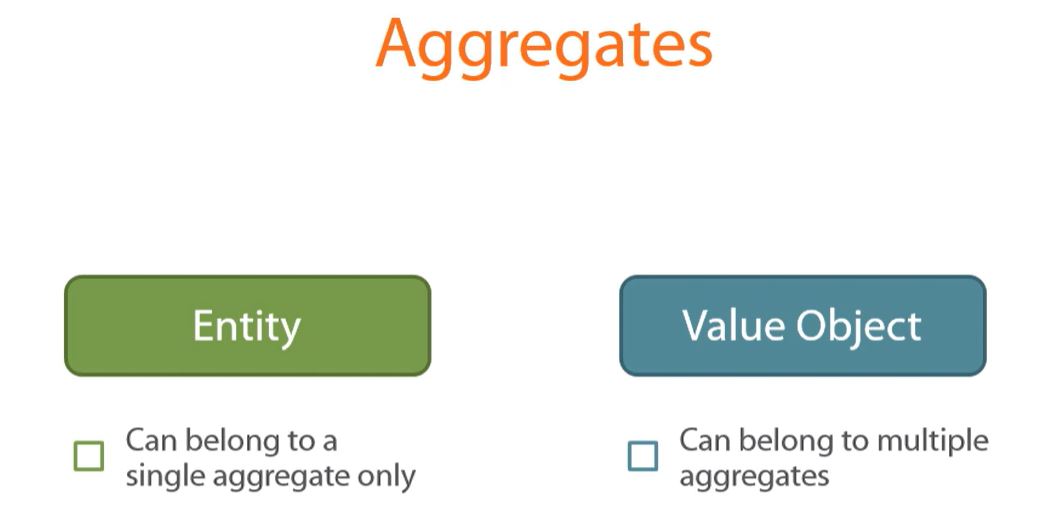 Aggregates
Entity
Value Object
Can belong to a
single aggregate only
Can belong to multiple
aggregates